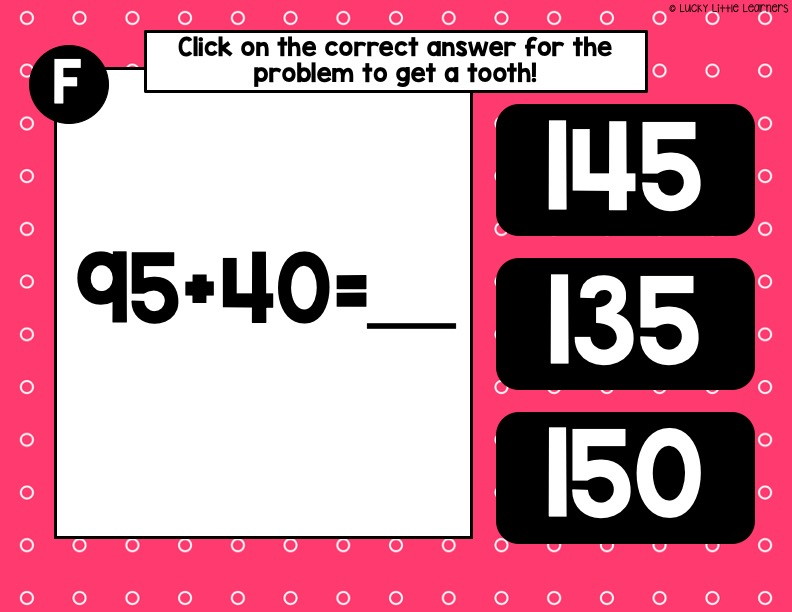 © Lucky Little Learners
Click on the correct answer for the
problem to get a tooth!
F
95+40=___
145
135
150